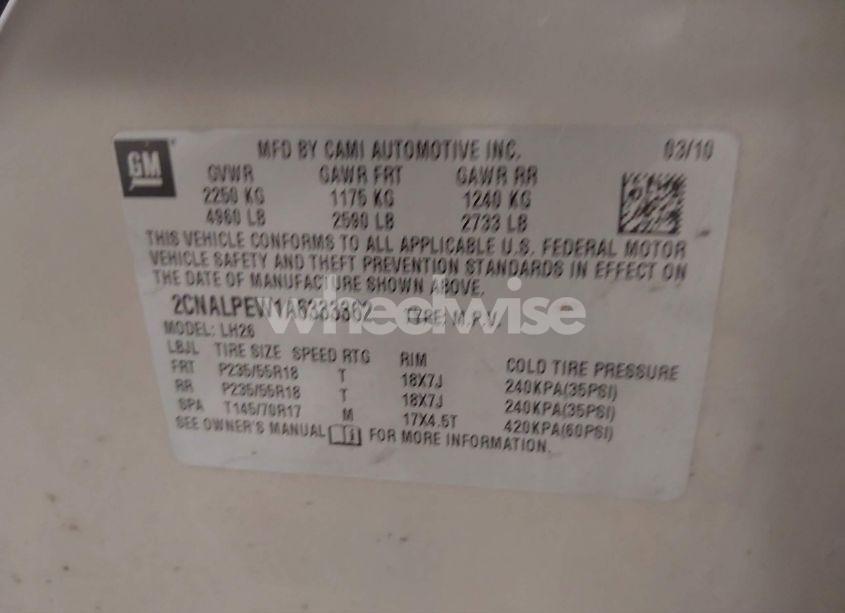 GM
MFD BY CAMI AUTOMOTIVE INC. 03/10
GVWR GAWR FRT GAWR RR
2250 KG 1175 KG 1240 KG
4960 LB 2590 LB 2733 LB
THIS VEHICLE CONFORMS TO ALL APPLICABLE U.S. FEDERAL MOTOR
VEHICLE SAFETY AND THEFT PREVENTION STANDARDS IN EFFECT ON
THE DATE OF MANUFACTURE SHOWN ABOVE.
TYPE: M.P.V.
wheelwise
MODEL: LH26
LBJL TIRE SIZE SPEED RTG RIM COLD TIRE PRESSURE
FRT P235/55R18 T 18X7J 240KPA(35PSI)
RR P235/55R18 T 18X7J 240KPA(35PSI)
SPA T145/70R17 M 17X4.5T 420KPA(60PSI)
SEE OWNER'S MANUAL FOR MORE INFORMATION.